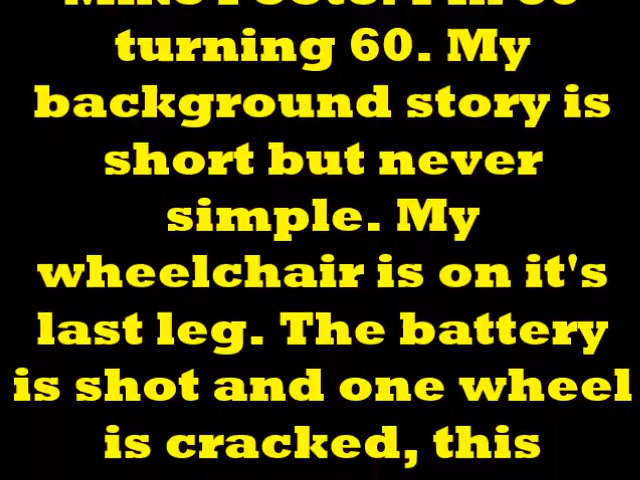 turning 60. My
background story is
short but never
simple. My
wheelchair is on it's
last leg. The battery
is shot and one wheel
is cracked, this